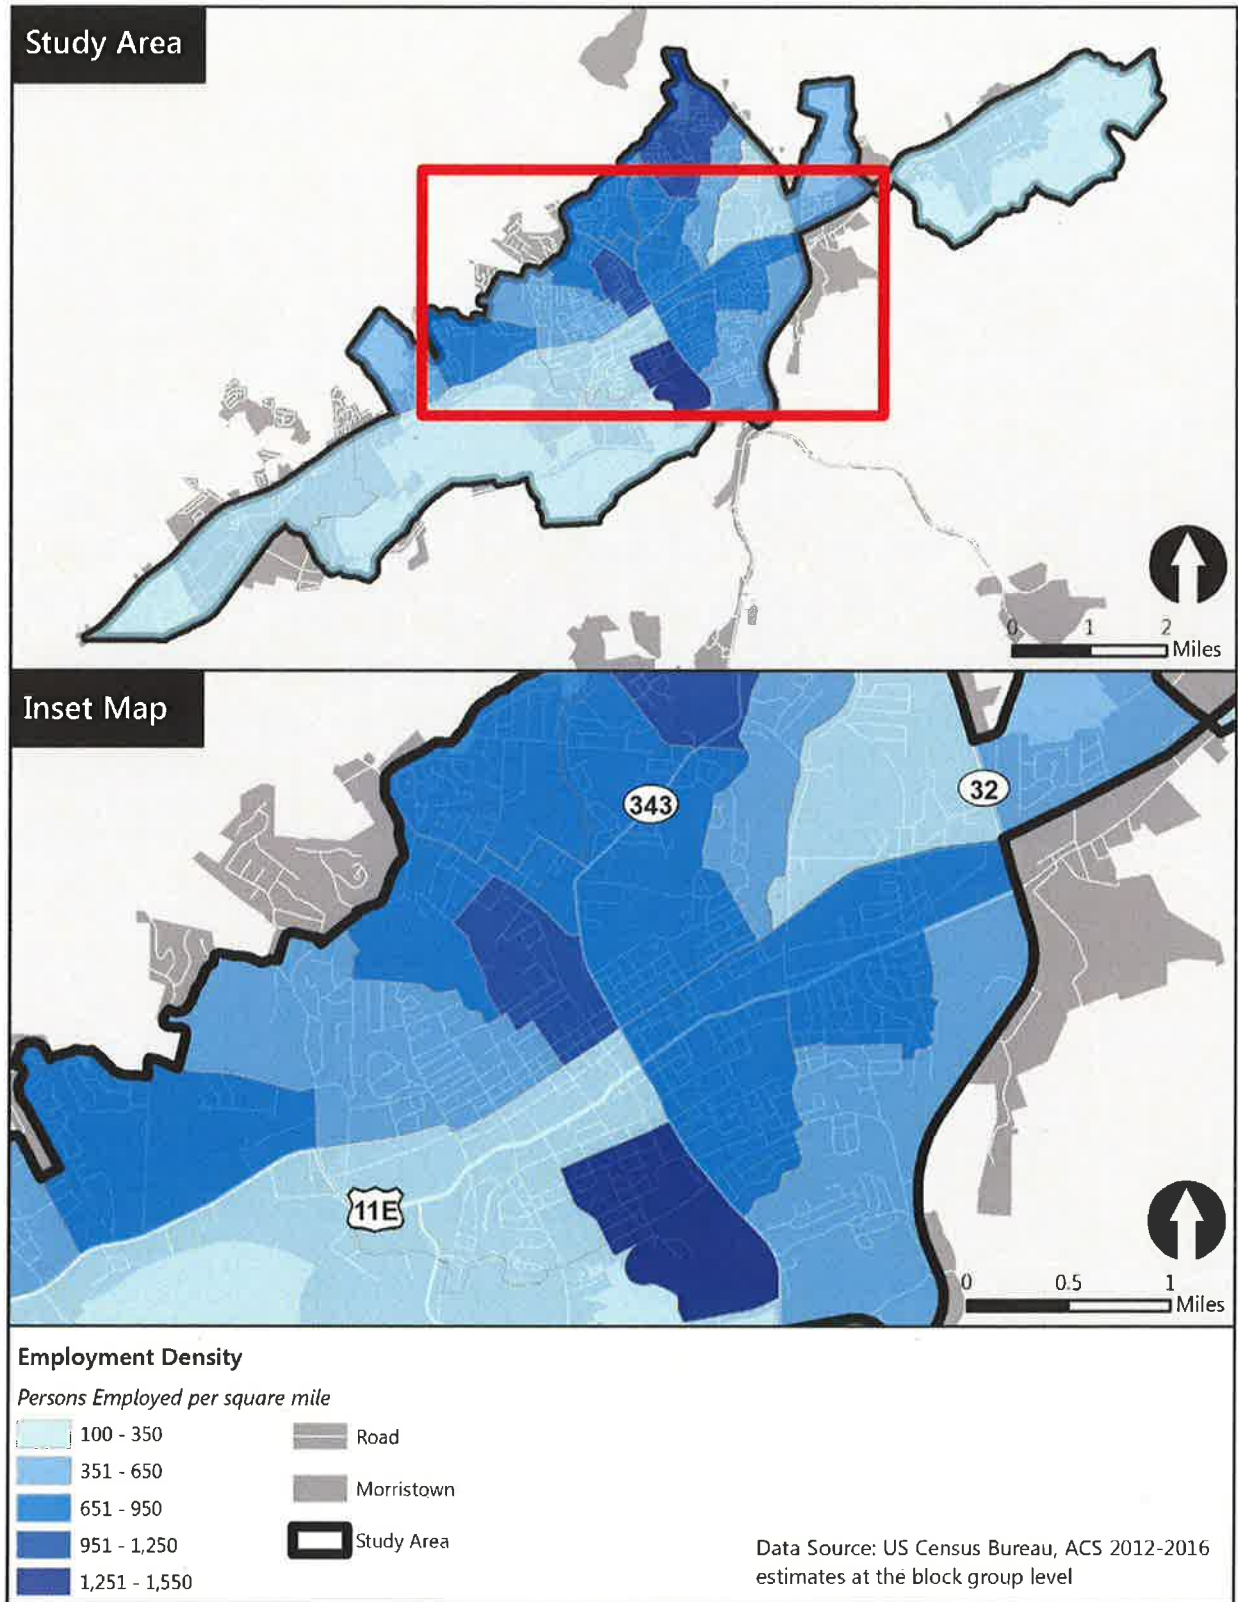 Study Area
0 1 2
Miles
Inset Map
343
32
11E
0 0.5 1
Miles
Employment Density
Persons Employed per square mile
100 - 350
351 - 650
651 - 950
951 - 1,250
1,251 - 1,550
Road
Morristown
Study Area
Data Source: US Census Bureau, ACS 2012-2016
estimates at the block group level